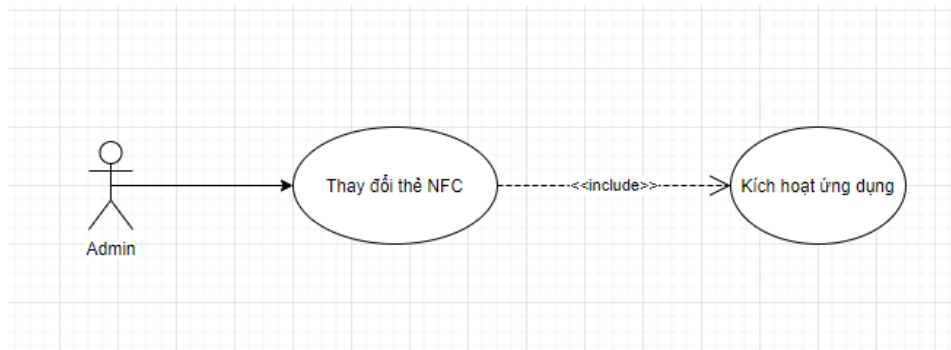 Admin
Thay đổi thẻ NFC
<<include>>
Kích hoạt ứng dụng